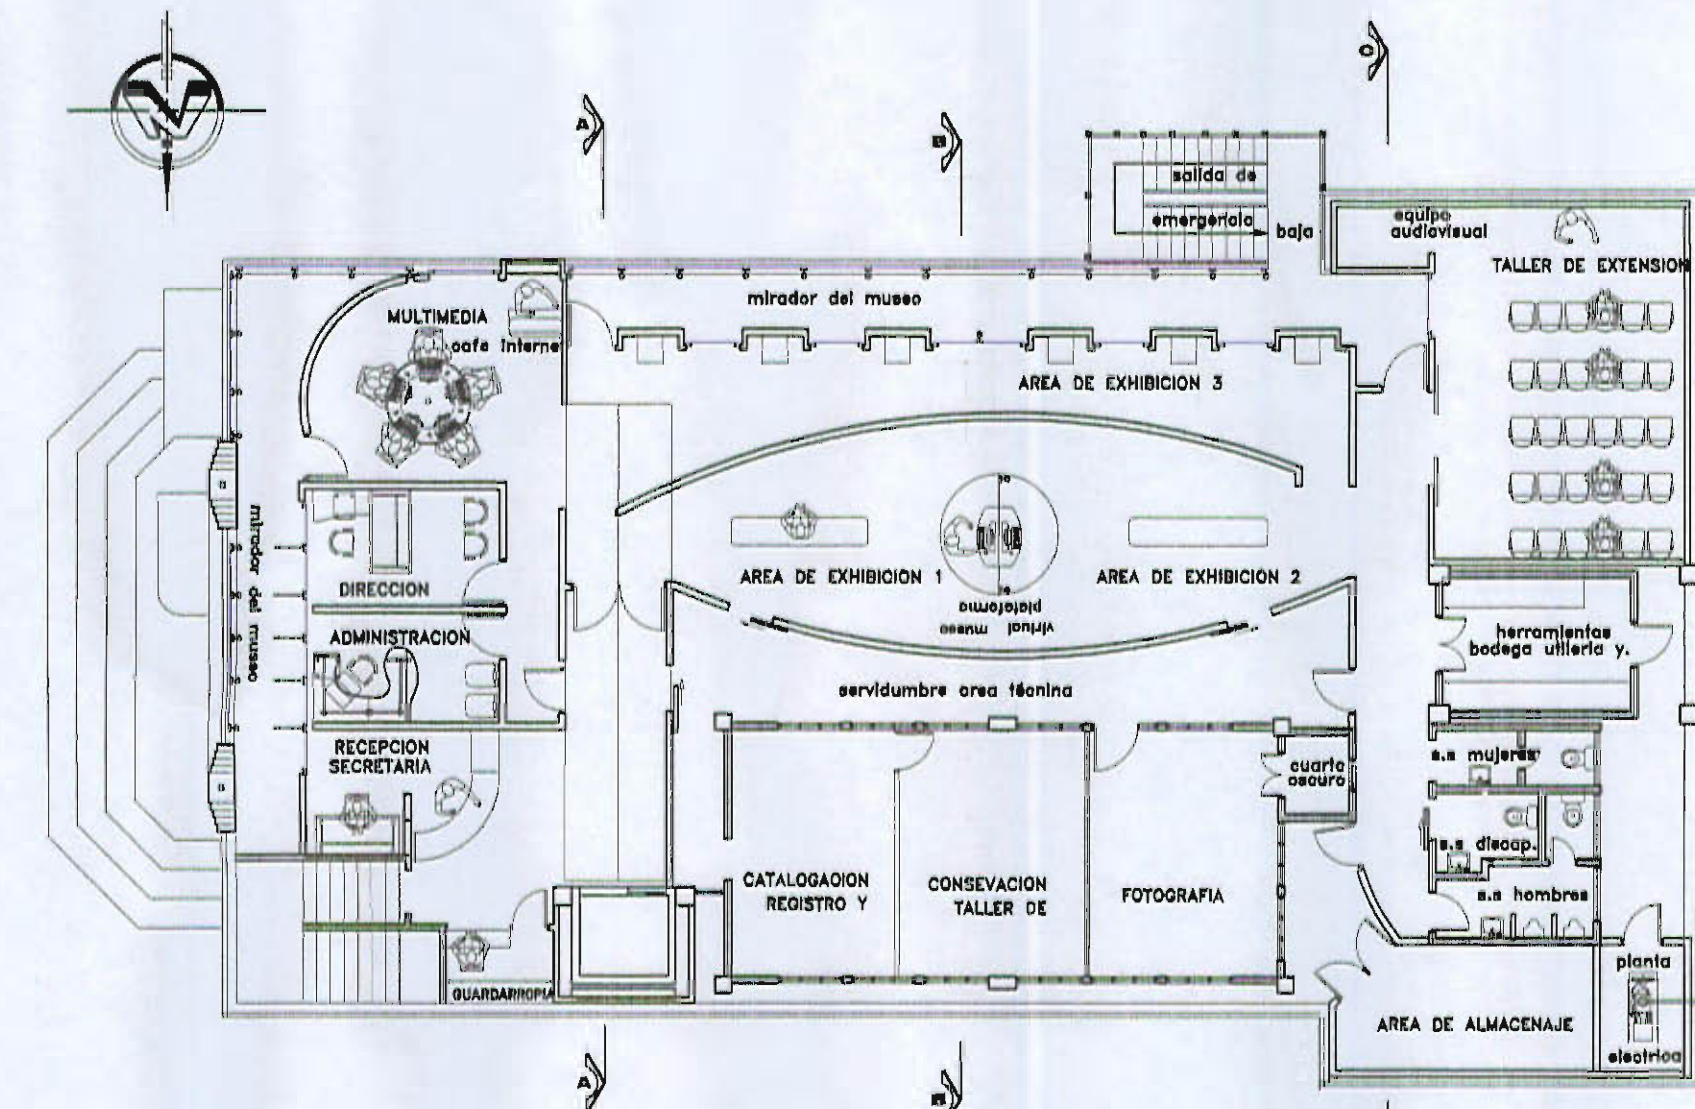 N
A
B
C
salida de
emergencia
baja
equipo
audiovisual
TALLER DE EXTENSION
mirador del museo
MULTIMEDIA
cafe interne
AREA DE EXHIBICION 3
mirador del museo
DIRECCION
AREA DE EXHIBICION 1
AREA DE EXHIBICION 2
plataforma
virtual museo
ADMINISTRACION
herramientas
bodega utileria y.
servidumbre area técnina
RECEPCION
SECRETARIA
cuarto
oscuro
s.s mujeres
s.s discap.
CATALOGACION
REGISTRO Y
CONSEVACION
TALLER DE
FOTOGRAFIA
s.s hombres
GUARDARROPIA
planta
electrica
AREA DE ALMACENAJE
A
B